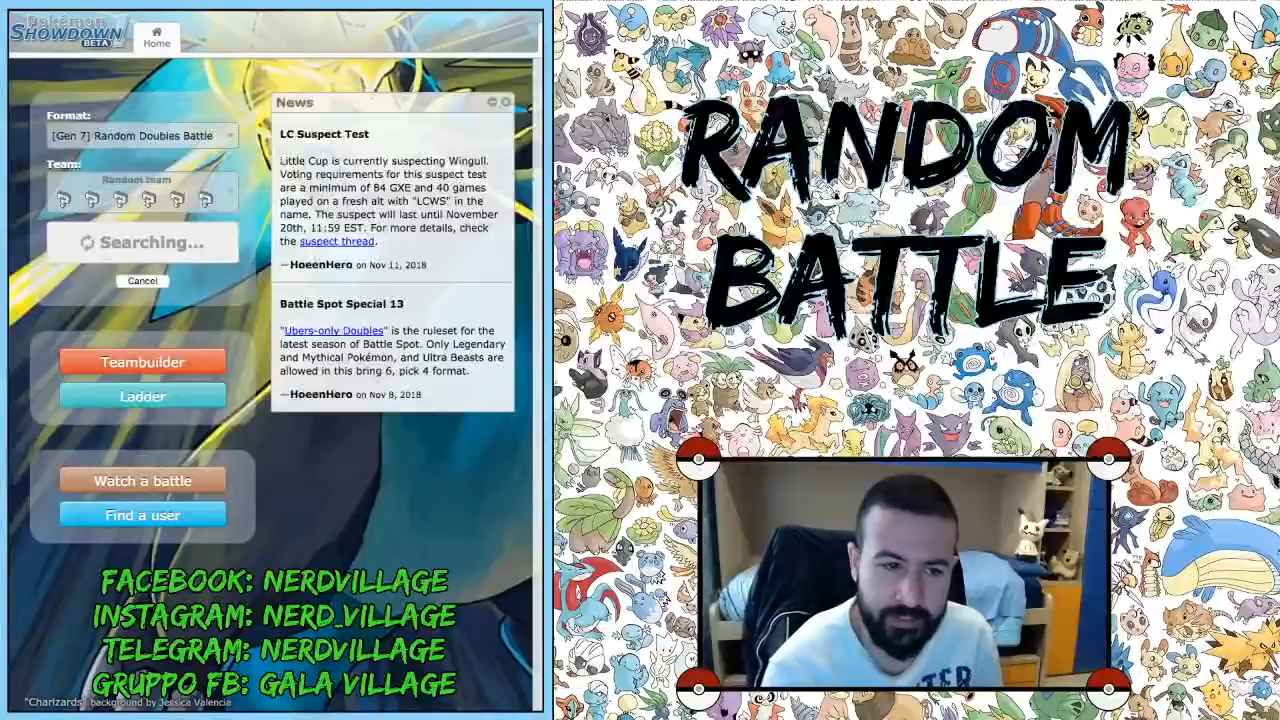 Pokémon
SHOWDOWN
BETA
Home
Format:
[Gen 7] Random Doubles Battle
Team:
Random team
Searching...
Cancel
Teambuilder
Ladder
Watch a battle
Find a user
News
LC Suspect Test
Little Cup is currently suspecting Wingull.
Voting requirements for this suspect test
are a minimum of 84 GXE and 40 games
played on a fresh alt with "LCWS" in the
name. The suspect will last until November
20th, 11:59 EST. For more details, check
the suspect thread.
—HoeenHero on Nov 11, 2018
Battle Spot Special 13
"Ubers-only Doubles" is the ruleset for the
latest season of Battle Spot. Only Legendary
and Mythical Pokémon, and Ultra Beasts are
allowed in this bring 6, pick 4 format.
—HoeenHero on Nov 8, 2018
FACEBOOK: NERDVILLAGE
INSTAGRAM: NERD_VILLAGE
TELEGRAM: NERDVILLAGE
GRUPPO FB: GALA VILLAGE
"Charizards" background by Jessica Valencia
RANDOM
BATTLE